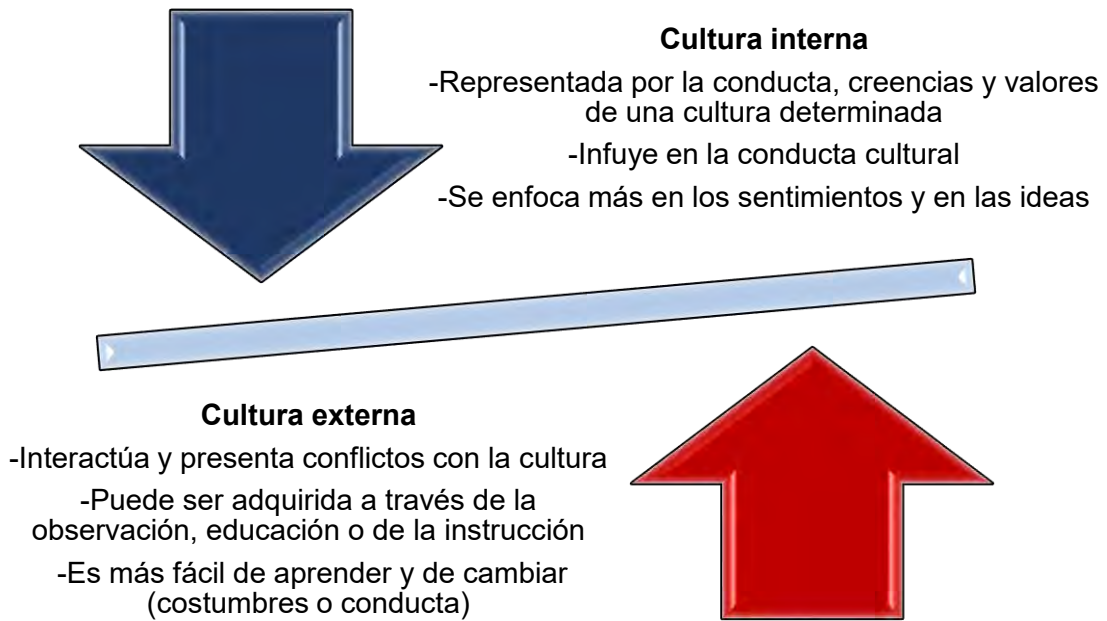 Cultura interna
-Representada por la conducta, creencias y valores
de una cultura determinada
-Infuye en la conducta cultural
-Se enfoca más en los sentimientos y en las ideas
Cultura externa
-Interactúa y presenta conflictos con la cultura
-Puede ser adquirida a través de la
observación, educación o de la instrucción
-Es más fácil de aprender y de cambiar
(costumbres o conducta)